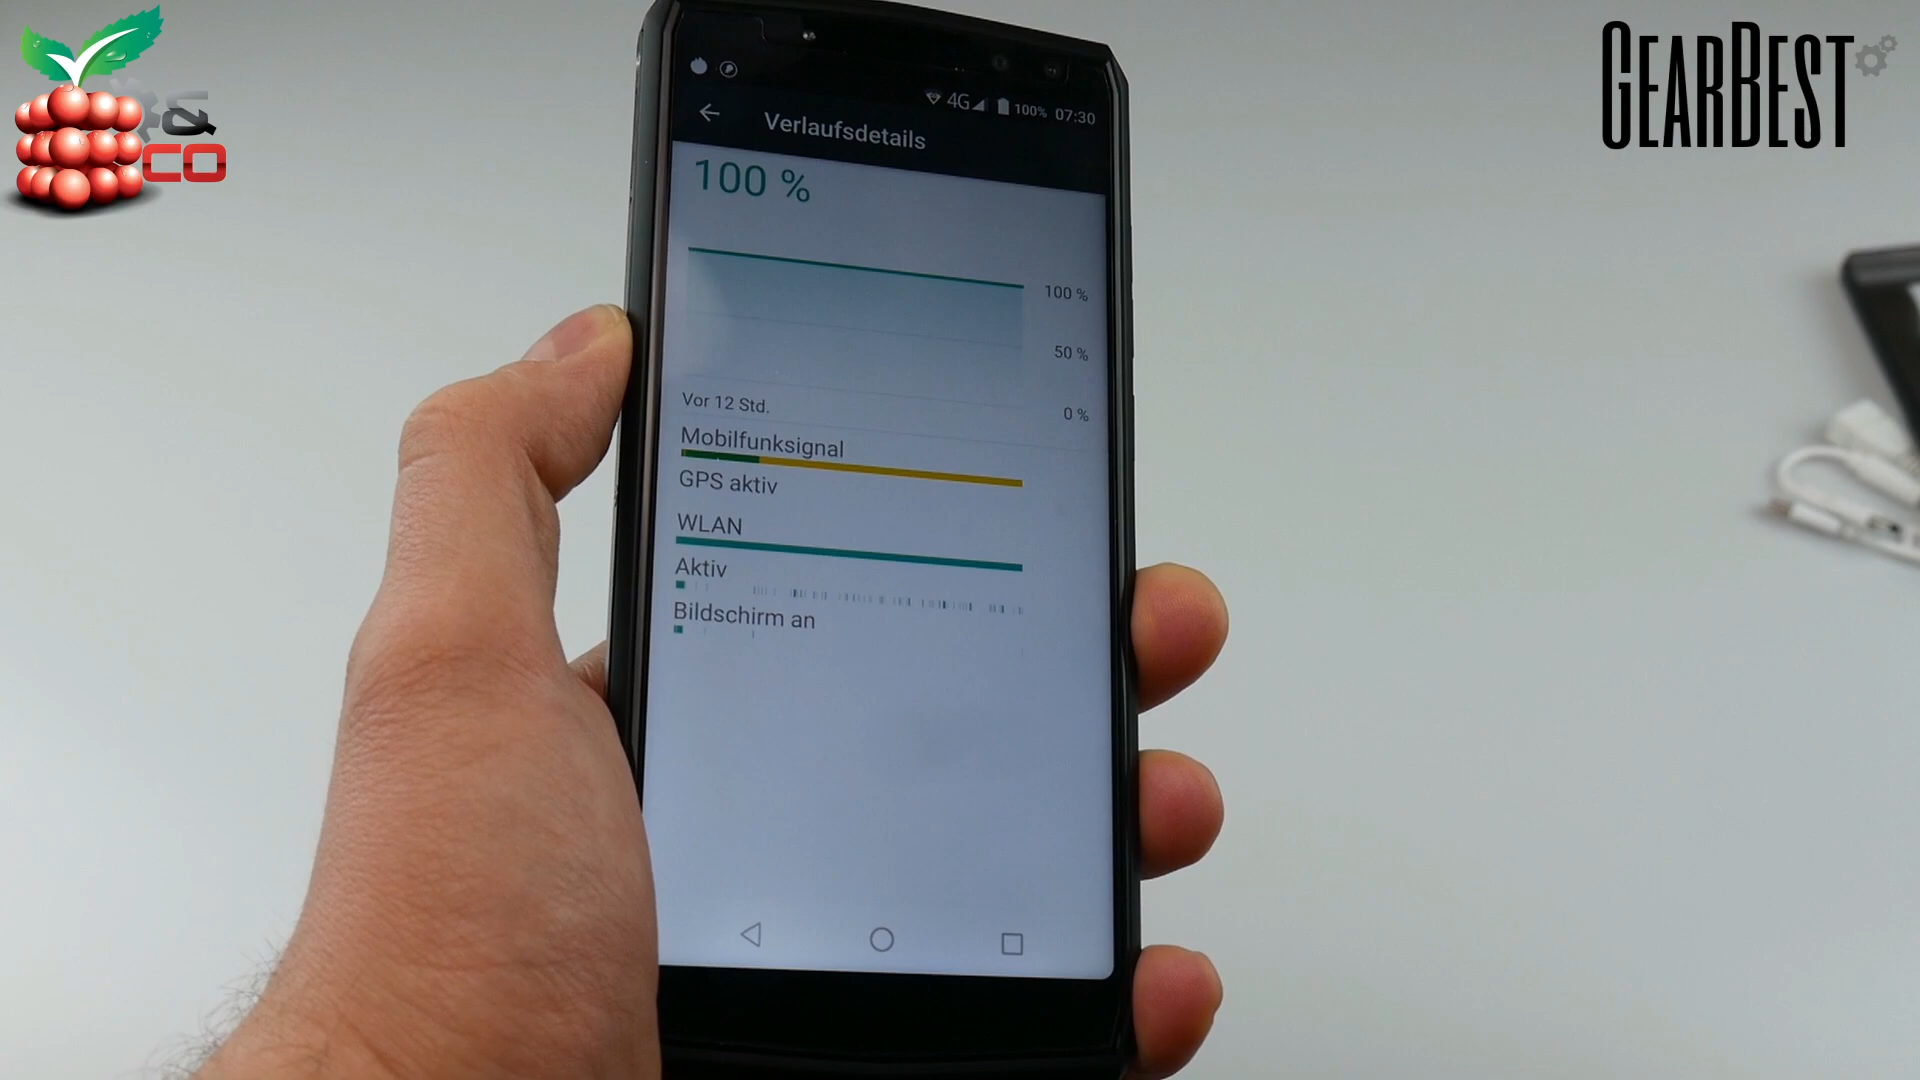 & CO
GEARBEST
4G 100% 07:30
Verlaufsdetails
100 %
100 %
50 %
0 %
Vor 12 Std.
Mobilfunksignal
GPS aktiv
WLAN
Aktiv
Bildschirm an